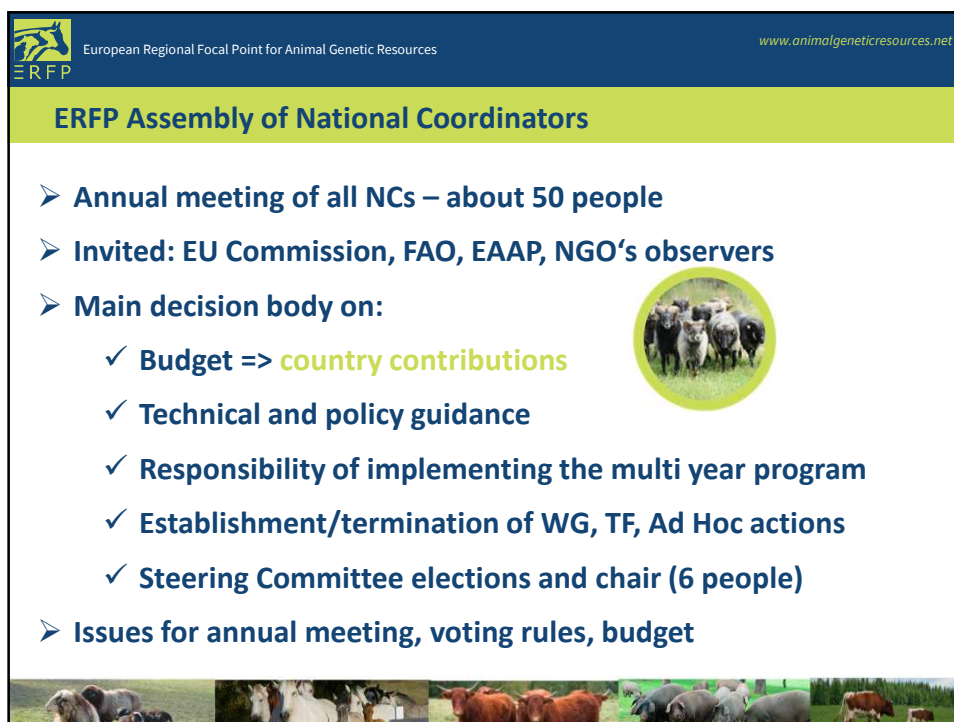 European Regional Focal Point for Animal Genetic Resources
www.animalgeneticresources.net
ERFP
ERFP Assembly of National Coordinators
➢ Annual meeting of all NCs – about 50 people
➢ Invited: EU Commission, FAO, EAAP, NGO‘s observers
➢ Main decision body on:
✓ Budget => country contributions
✓ Technical and policy guidance
✓ Responsibility of implementing the multi year program
✓ Establishment/termination of WG, TF, Ad Hoc actions
✓ Steering Committee elections and chair (6 people)
➢ Issues for annual meeting, voting rules, budget